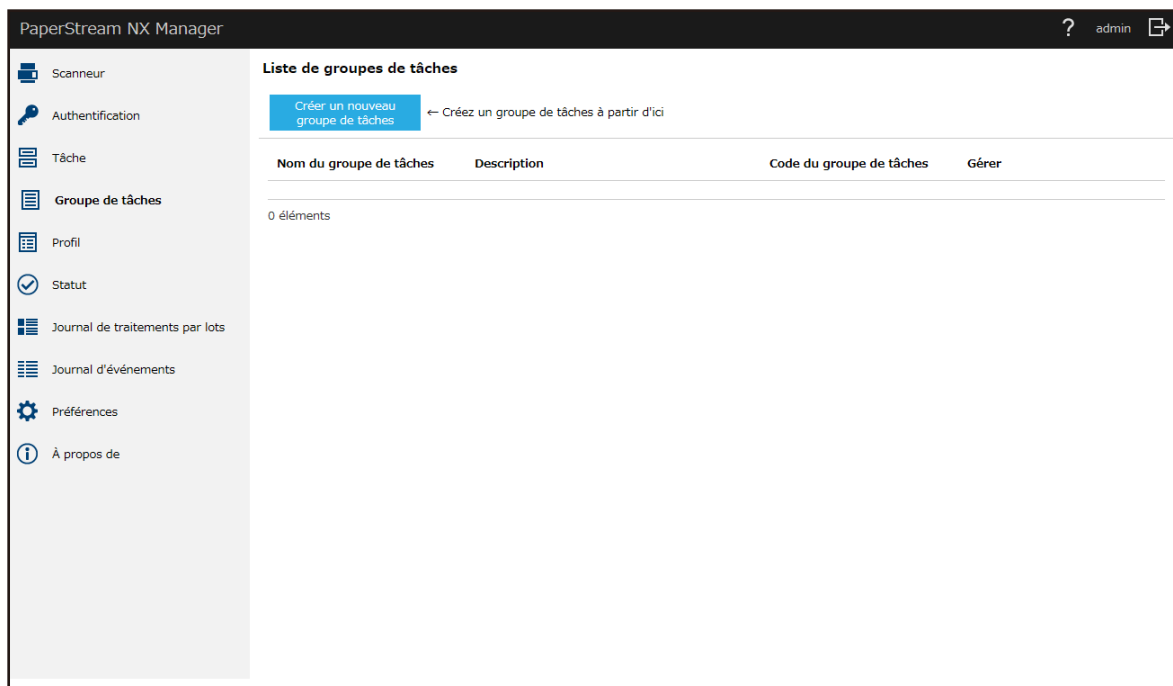 PaperStream NX Manager
? admin
Scanneur
Authentification
Tâche
Groupe de tâches
Profil
Statut
Journal de traitements par lots
Journal d'événements
Préférences
À propos de
Liste de groupes de tâches
Créer un nouveau
groupe de tâches
← Créez un groupe de tâches à partir d'ici
Nom du groupe de tâches Description Code du groupe de tâches Gérer
0 éléments